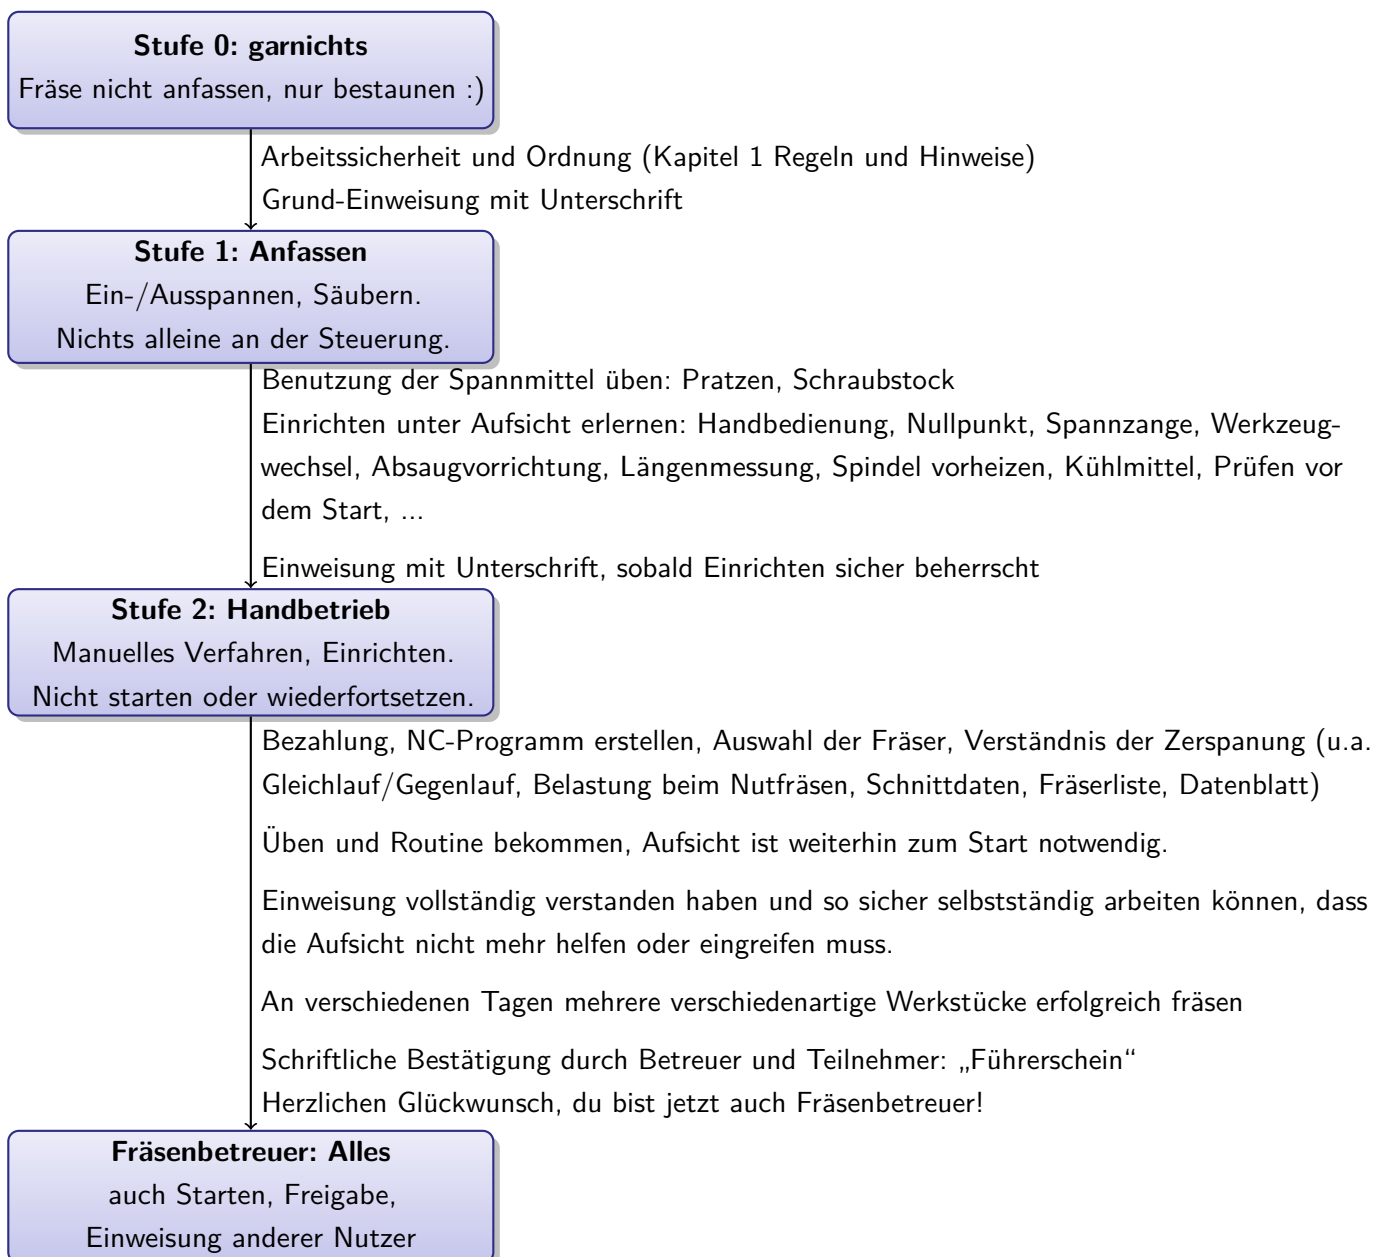 Stufe 0: garnichts
Fräse nicht anfassen, nur bestaunen :)
Arbeitssicherheit und Ordnung (Kapitel 1 Regeln und Hinweise)
Grund-Einweisung mit Unterschrift
Stufe 1: Anfassen
Ein-/Ausspannen, Säubern.
Nichts alleine an der Steuerung.
Benutzung der Spannmittel üben: Pratzen, Schraubstock
Einrichten unter Aufsicht erlernen: Handbedienung, Nullpunkt, Spannzange, Werkzeug-
wechsel, Absaugvorrichtung, Längenmessung, Spindel vorheizen, Kühlmittel, Prüfen vor
dem Start, ...
Einweisung mit Unterschrift, sobald Einrichten sicher beherrscht
Stufe 2: Handbetrieb
Manuelles Verfahren, Einrichten.
Nicht starten oder wiederfortsetzen.
Bezahlung, NC-Programm erstellen, Auswahl der Fräser, Verständnis der Zerspanung (u.a.
Gleichlauf/Gegenlauf, Belastung beim Nutfräsen, Schnittdaten, Fräserliste, Datenblatt)
Üben und Routine bekommen, Aufsicht ist weiterhin zum Start notwendig.
Einweisung vollständig verstanden haben und so sicher selbstständig arbeiten können, dass
die Aufsicht nicht mehr helfen oder eingreifen muss.
An verschiedenen Tagen mehrere verschiedenartige Werkstücke erfolgreich fräsen
Schriftliche Bestätigung durch Betreuer und Teilnehmer: „Führerschein“
Herzlichen Glückwunsch, du bist jetzt auch Fräsenbetreuer!
Fräsenbetreuer: Alles
auch Starten, Freigabe,
Einweisung anderer Nutzer